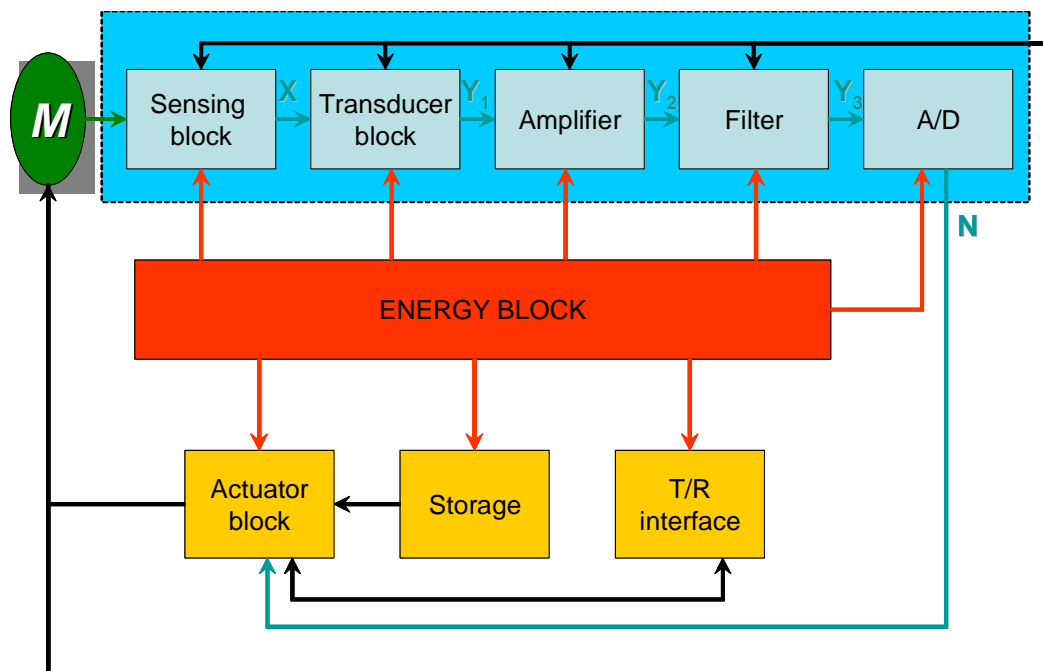 M
Sensing
block
X
Transducer
block
Y₁
Amplifier
Y₂
Filter
Y₃
A/D
N
ENERGY BLOCK
Actuator
block
Storage
T/R
interface